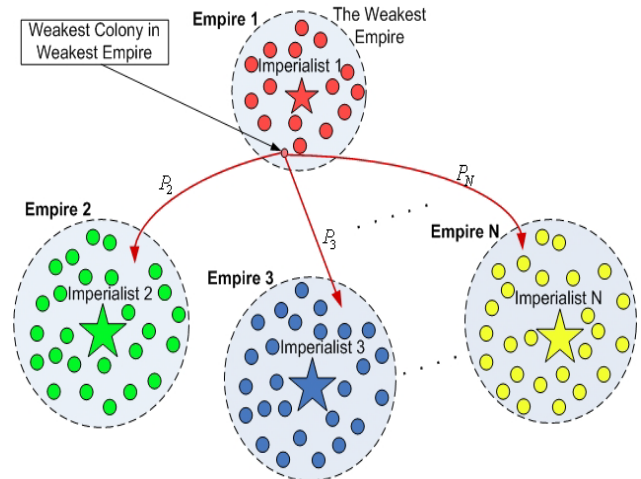 Empire 1
The Weakest
Empire
Weakest Colony in
Weakest Empire
Imperialist 1
P2
P3
PN
Empire 2
Imperialist 2
Empire 3
Imperialist 3
Empire N
Imperialist N